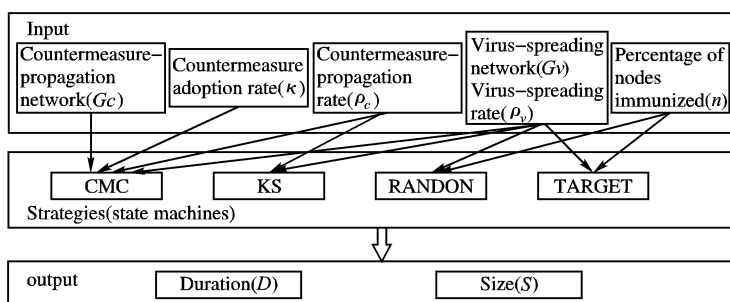 Input
Countermeasure-
propagation
network(Gc)
Countermeasure
adoption rate(κ)
Countermeasure-
propagation
rate(ρc)
Virus-spreading
network(Gv)
Virus-spreading
rate(ρv)
Percentage of
nodes
immunized(n)
CMC
KS
RANDON
TARGET
Strategies(state machines)
output
Duration(D)
Size(S)